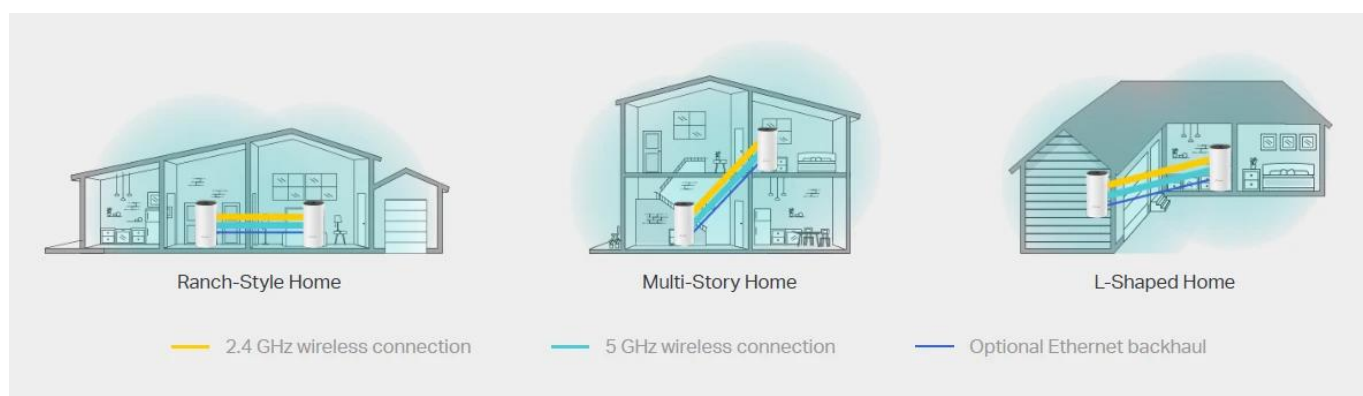 Ranch-Style Home
Multi-Story Home
L-Shaped Home
2.4 GHz wireless connection
5 GHz wireless connection
Optional Ethernet backhaul